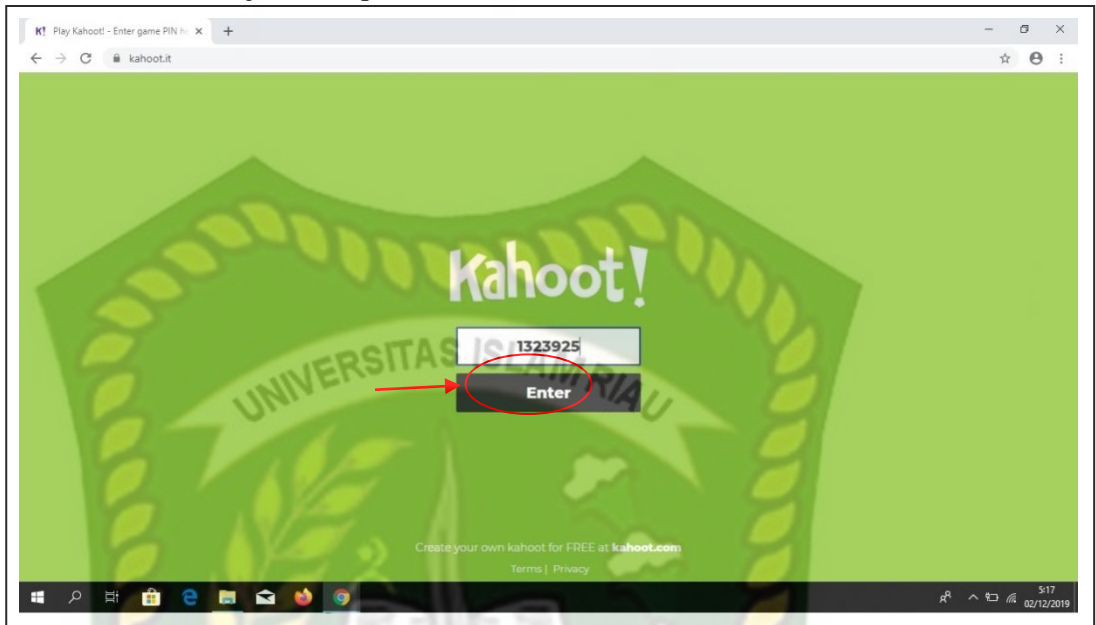 K! Play Kahoot! - Enter game PIN h
kahoot.it
Kahoot!
1323925
Enter
UNIVERSITAS ISLAM RIAU
Create your own kahoot for FREE at kahoot.com
Terms | Privacy
5:17
02/12/2019